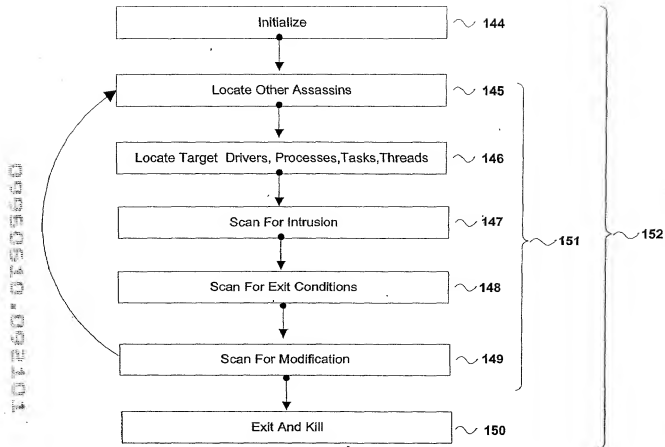 Initialize 144
Locate Other Assassins 145
Locate Target Drivers, Processes,Tasks,Threads 146
Scan For Intrusion 147
Scan For Exit Conditions 148
Scan For Modification 149
Exit And Kill 150
151
152